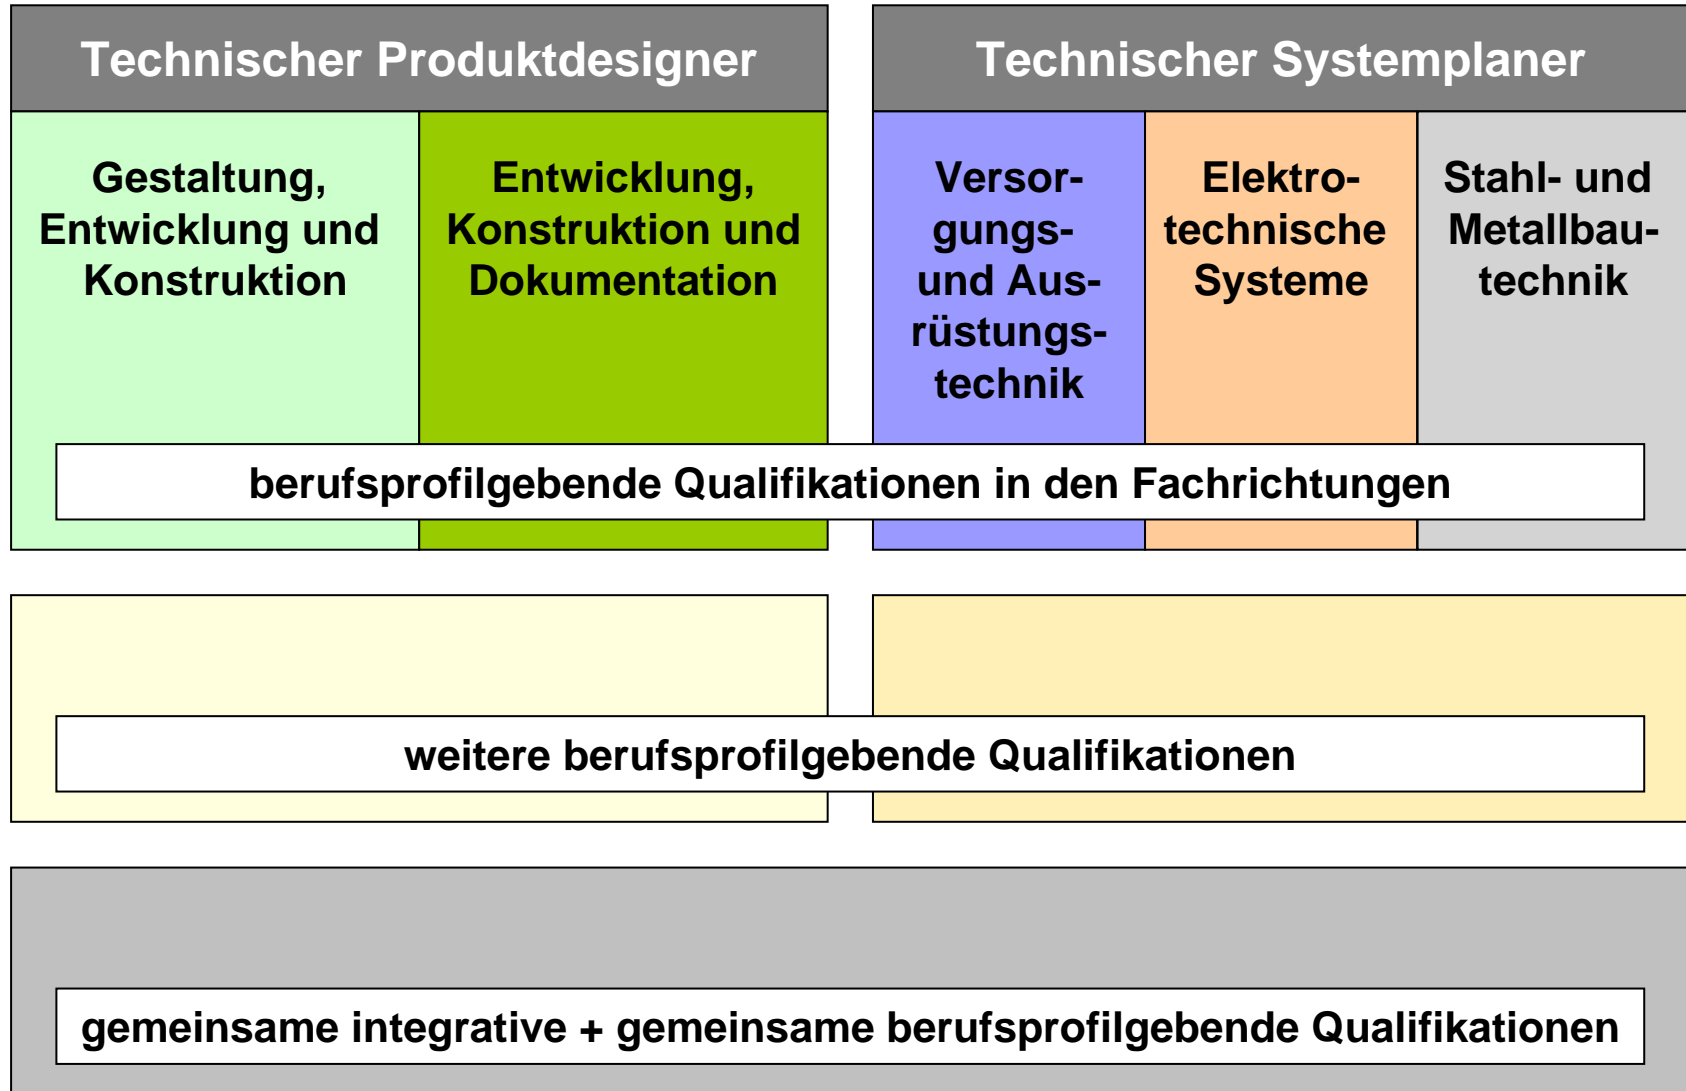 Technischer Produktdesigner
Technischer Systemplaner
Gestaltung,
Entwicklung und
Konstruktion
Entwicklung,
Konstruktion und
Dokumentation
Versor-
gungs-
und Aus-
rüstungs-
technik
Elektro-
technische
Systeme
Stahl- und
Metallbau-
technik
berufsprofilgebende Qualifikationen in den Fachrichtungen
weitere berufsprofilgebende Qualifikationen
gemeinsame integrative + gemeinsame berufsprofilgebende Qualifikationen